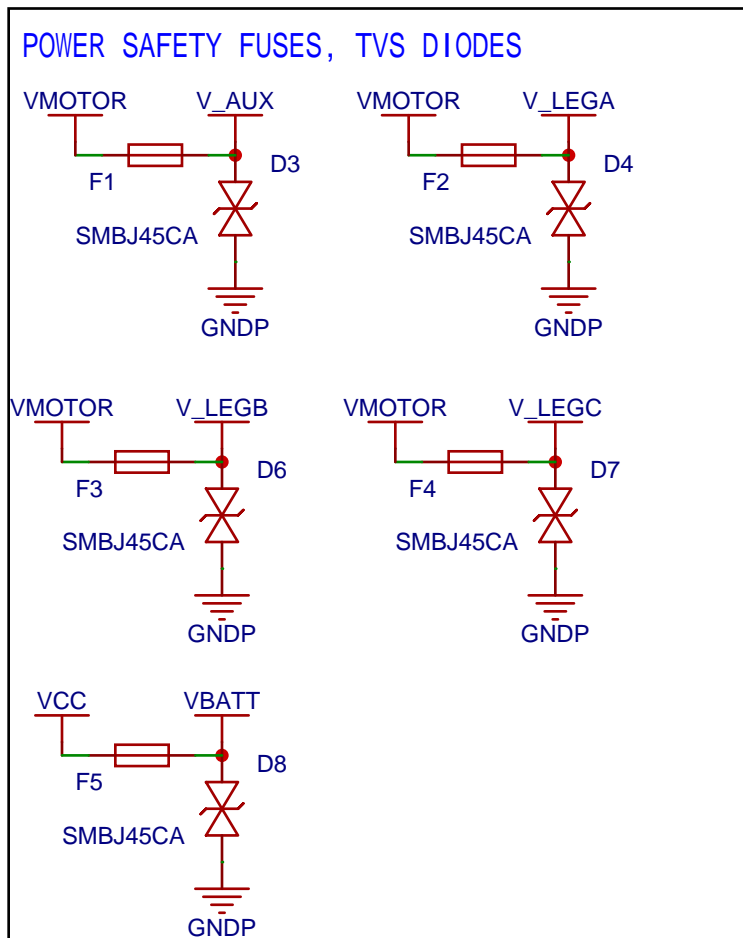 POWER SAFETY FUSES, TVS DIODES
VMOTOR
V_AUX
F1
D3
SMBJ45CA
GNDP
VMOTOR
V_LEGA
F2
D4
SMBJ45CA
GNDP
VMOTOR
V_LEGB
F3
D6
SMBJ45CA
GNDP
VMOTOR
V_LEGC
F4
D7
SMBJ45CA
GNDP
VCC
VBATT
F5
D8
SMBJ45CA
GNDP